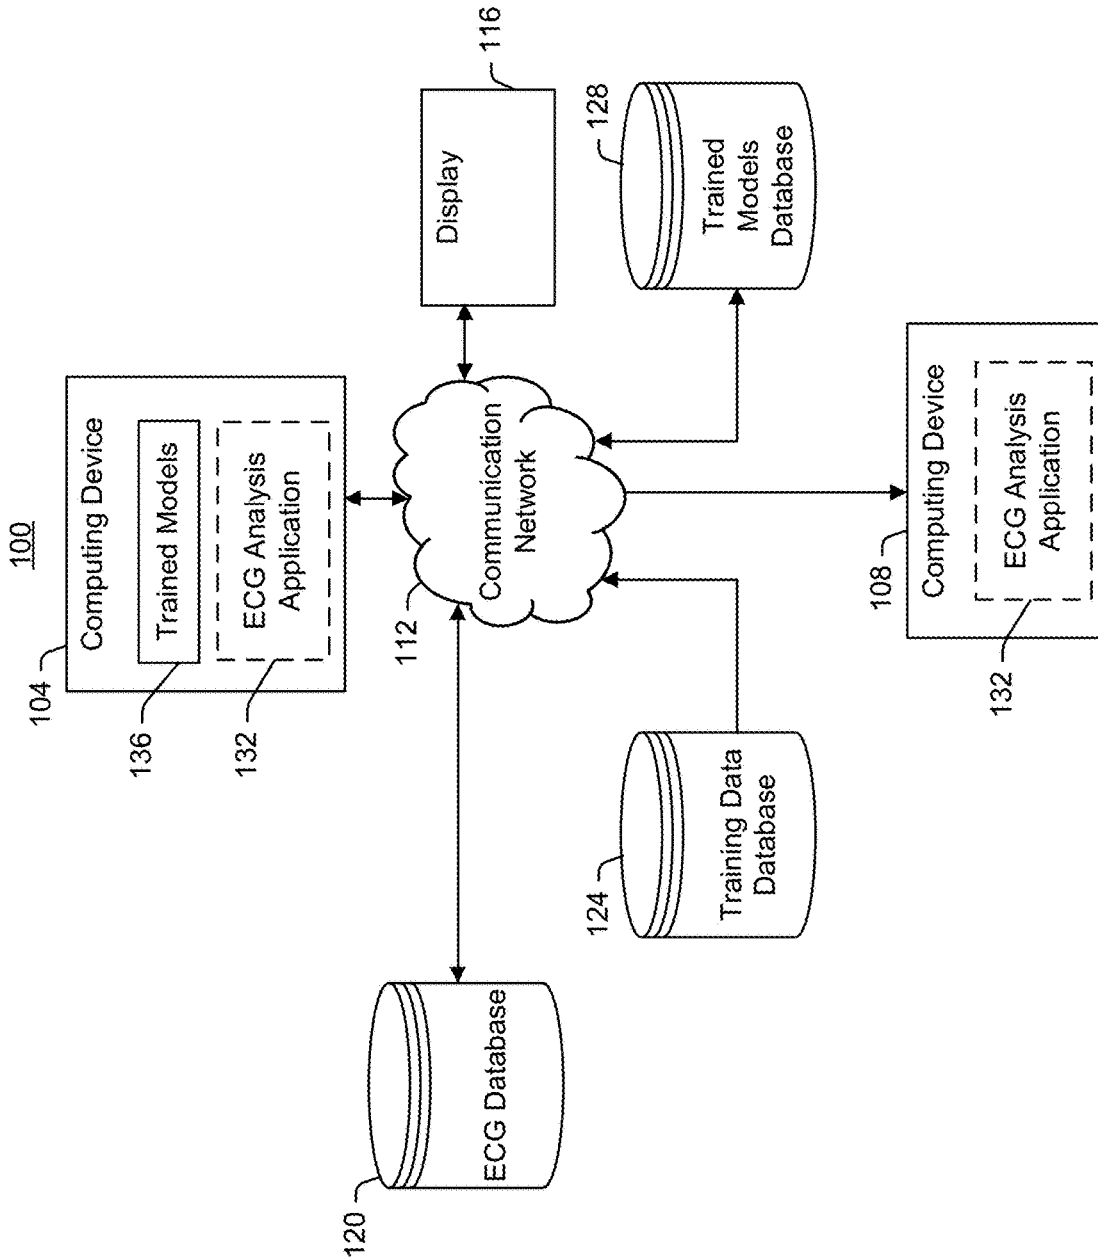 100
104
Computing Device
136
Trained Models
132
ECG Analysis
Application
112
Communication
Network
Display
116
120
ECG Database
124
Training Data
Database
128
Trained
Models
Database
108
Computing Device
132
ECG Analysis
Application